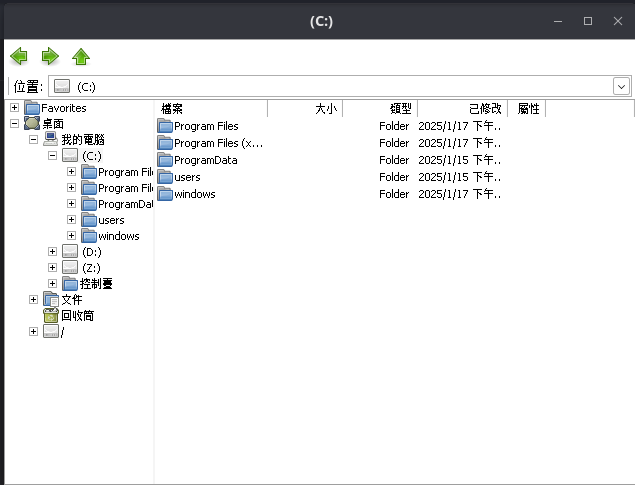 (C:)
位置: (C:)
檔案 大小 類型 已修改 屬性
Favorites
桌面
我的電腦
(C:)
Program File
Program File
ProgramDat
users
windows
(D:)
(Z:)
控制臺
文件
回收筒
/
Program Files Folder 2025/1/17 下午..
Program Files (x... Folder 2025/1/17 下午..
ProgramData Folder 2025/1/15 下午..
users Folder 2025/1/15 下午..
windows Folder 2025/1/17 下午..